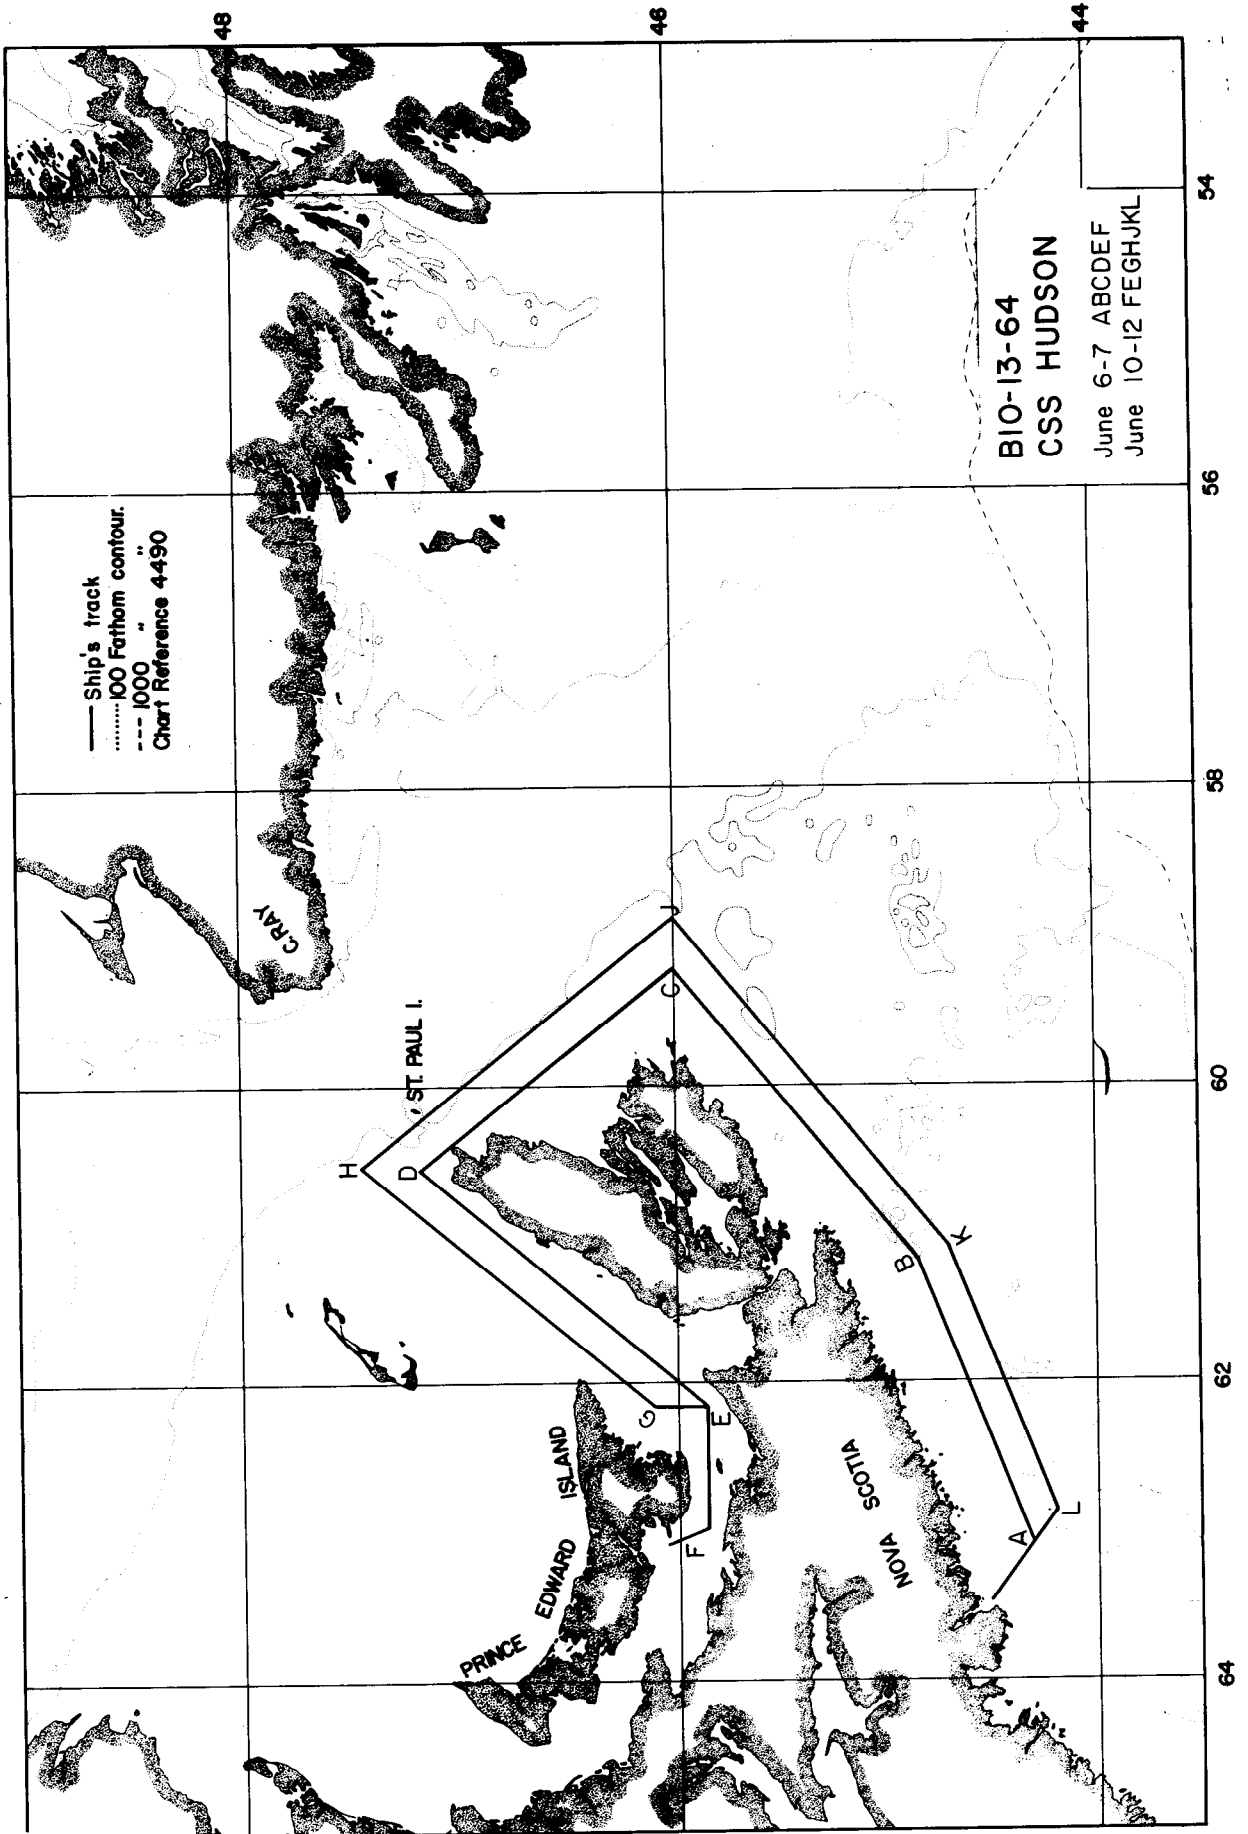 48
46
44
54
56
58
60
62
64
—— Ship's track
........ 100 Fathom contour.
--- 1000 " "
Chart Reference 4490
C. RAY
ST. PAUL I.
H
D
J
C
B
K
G
E
F
A
L
PRINCE EDWARD ISLAND
NOVA SCOTIA
BIO-13-64
CSS HUDSON
June 6-7 ABCDEF
June 10-12 FEGHJKL